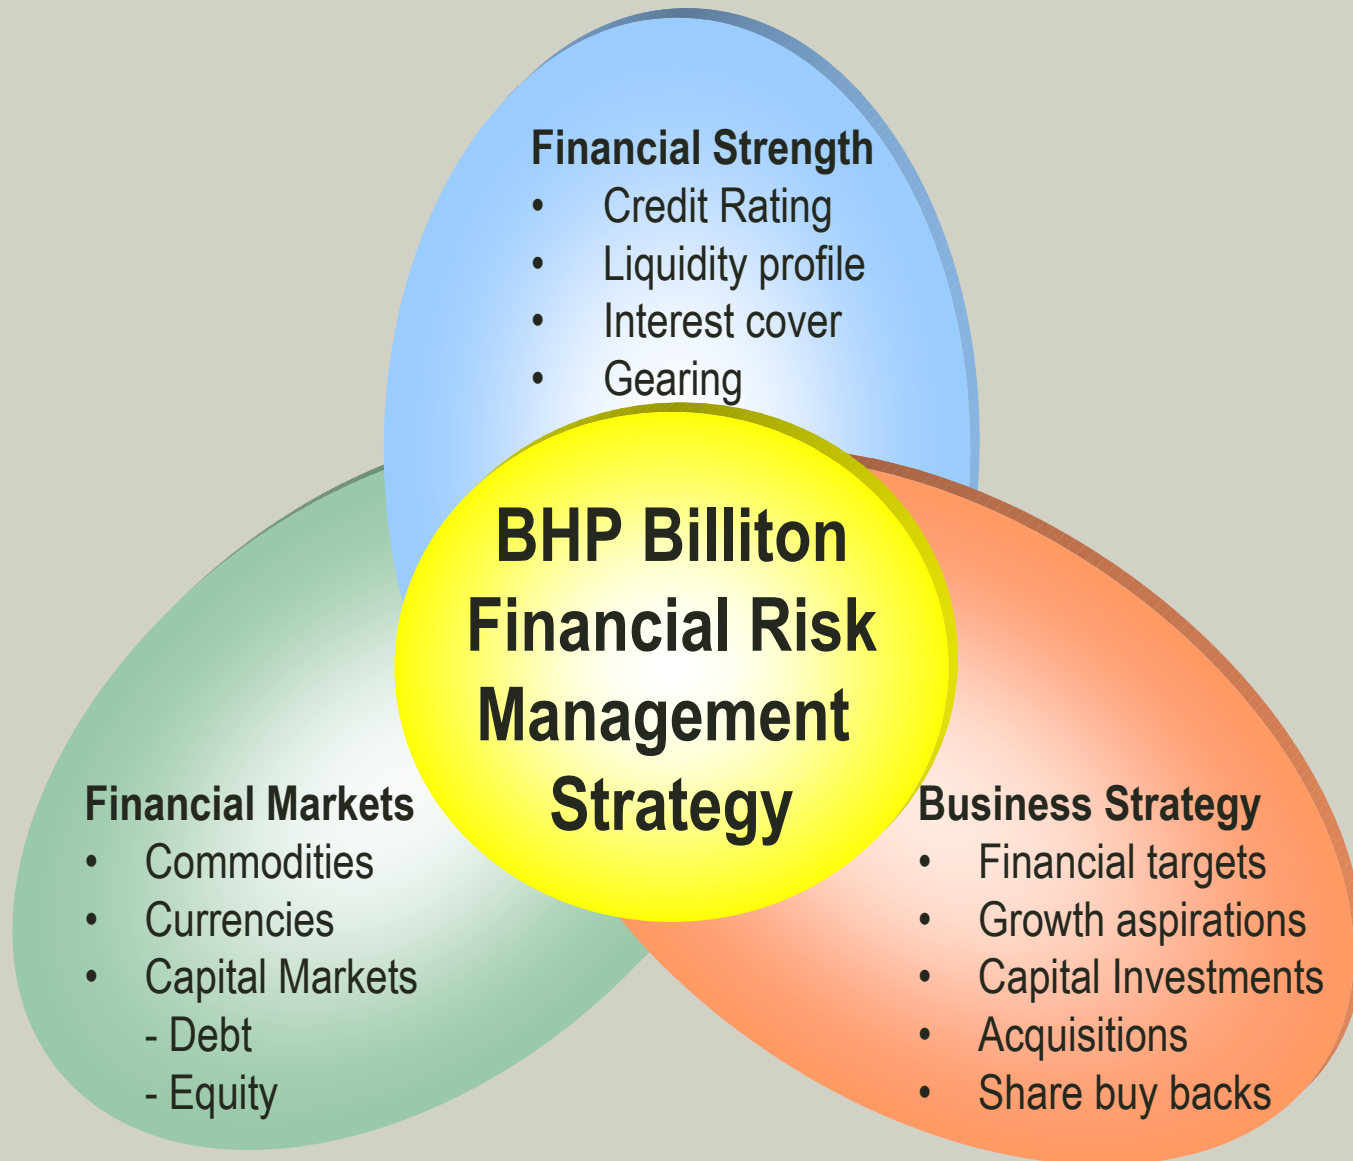 Financial Strength
• Credit Rating
• Liquidity profile
• Interest cover
• Gearing
BHP Billiton
Financial Risk
Management
Strategy
Financial Markets
• Commodities
• Currencies
• Capital Markets
- Debt
- Equity
Business Strategy
• Financial targets
• Growth aspirations
• Capital Investments
• Acquisitions
• Share buy backs